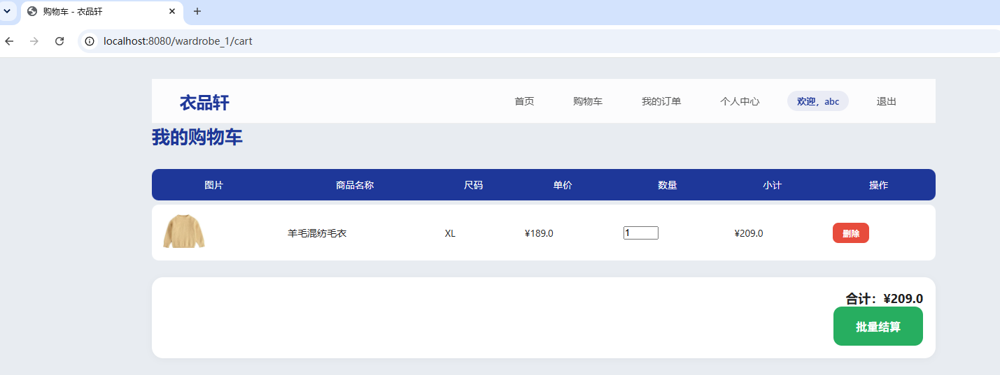 购物车 - 衣品轩
localhost:8080/wardrobe_1/cart
衣品轩 首页 购物车 我的订单 个人中心 欢迎，abc 退出
我的购物车
图片 商品名称 尺码 单价 数量 小计 操作
羊毛混纺毛衣 XL ¥189.0 1 ¥209.0 删除
合计：¥209.0
批量结算